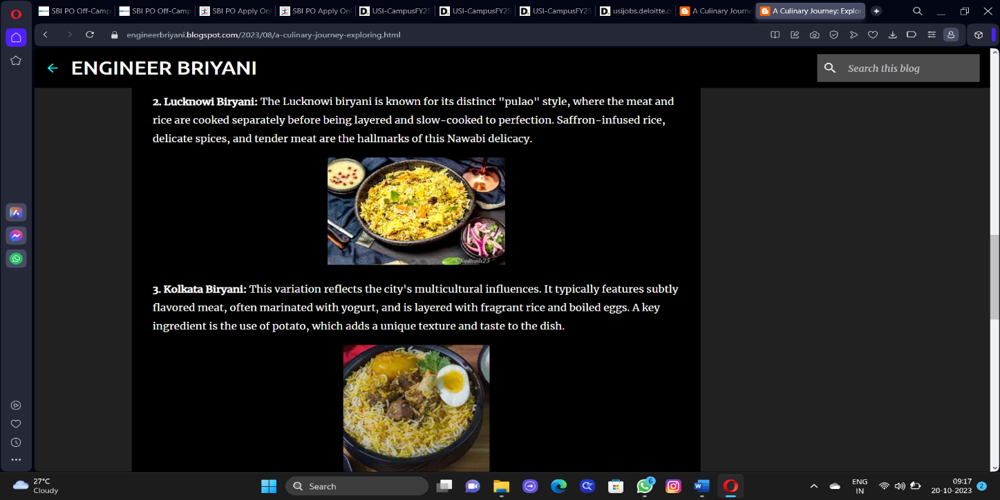 SBI PO Off-Camp
SBI PO Off-Camp
SBI PO Apply Onl
SBI PO Apply Onl
USI-CampusFY25
USI-CampusFY25
USI-CampusFY25
usijobs.deloitte.c
A Culinary Journe
A Culinary Journey: Explor
engineerbriyani.blogspot.com/2023/08/a-culinary-journey-exploring.html
ENGINEER BRIYANI
Search this blog
2. Lucknowi Biryani: The Lucknowi biryani is known for its distinct "pulao" style, where the meat and
rice are cooked separately before being layered and slow-cooked to perfection. Saffron-infused rice,
delicate spices, and tender meat are the hallmarks of this Nawabi delicacy.
©foodtrails25
3. Kolkata Biryani: This variation reflects the city's multicultural influences. It typically features subtly
flavored meat, often marinated with yogurt, and is layered with fragrant rice and boiled eggs. A key
ingredient is the use of potato, which adds a unique texture and taste to the dish.
27°C
Cloudy
Search
6
ENG
IN
09:17
20-10-2023
2